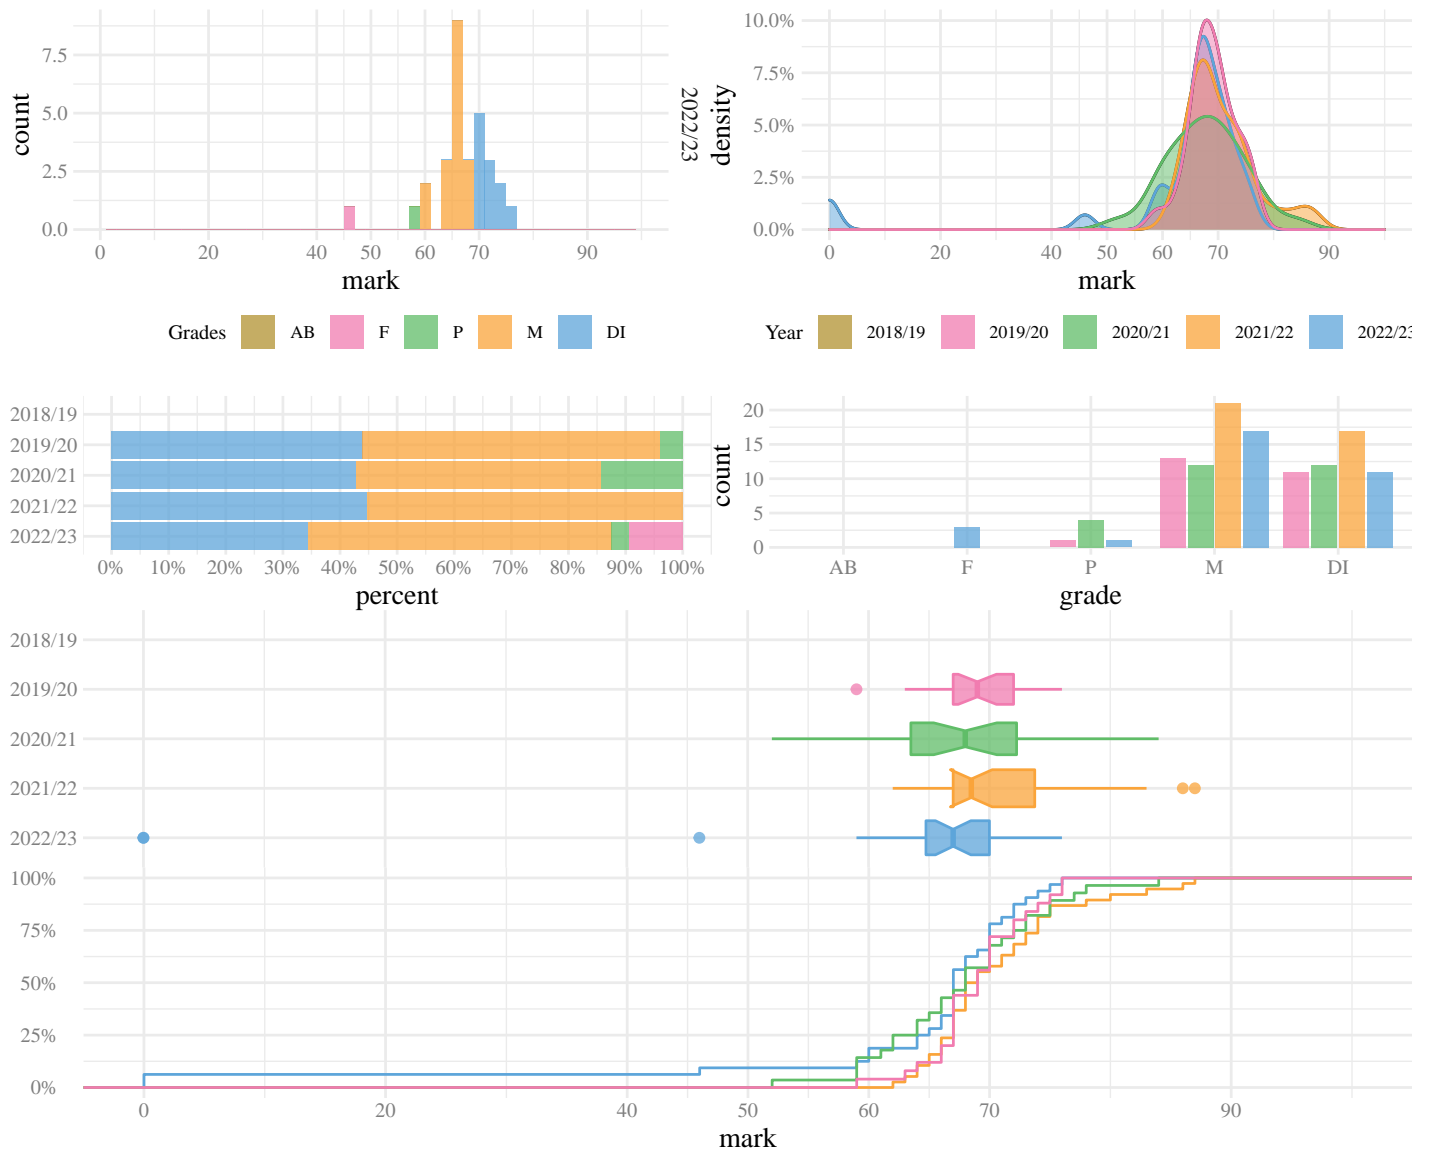 7.5
5.0
2.5
0.0
count
0 20 40 50 60 70 90
mark
2022/23
10.0%
7.5%
5.0%
2.5%
0.0%
density
0 20 40 50 60 70 90
mark
Grades AB F P M DI
Year 2018/19 2019/20 2020/21 2021/22 2022/23
2018/19
2019/20
2020/21
2021/22
2022/23
0% 10% 20% 30% 40% 50% 60% 70% 80% 90% 100%
percent
20
15
10
5
0
count
AB F P M DI
grade
2018/19
2019/20
2020/21
2021/22
2022/23
100%
75%
50%
25%
0%
0 20 40 50 60 70 90
mark